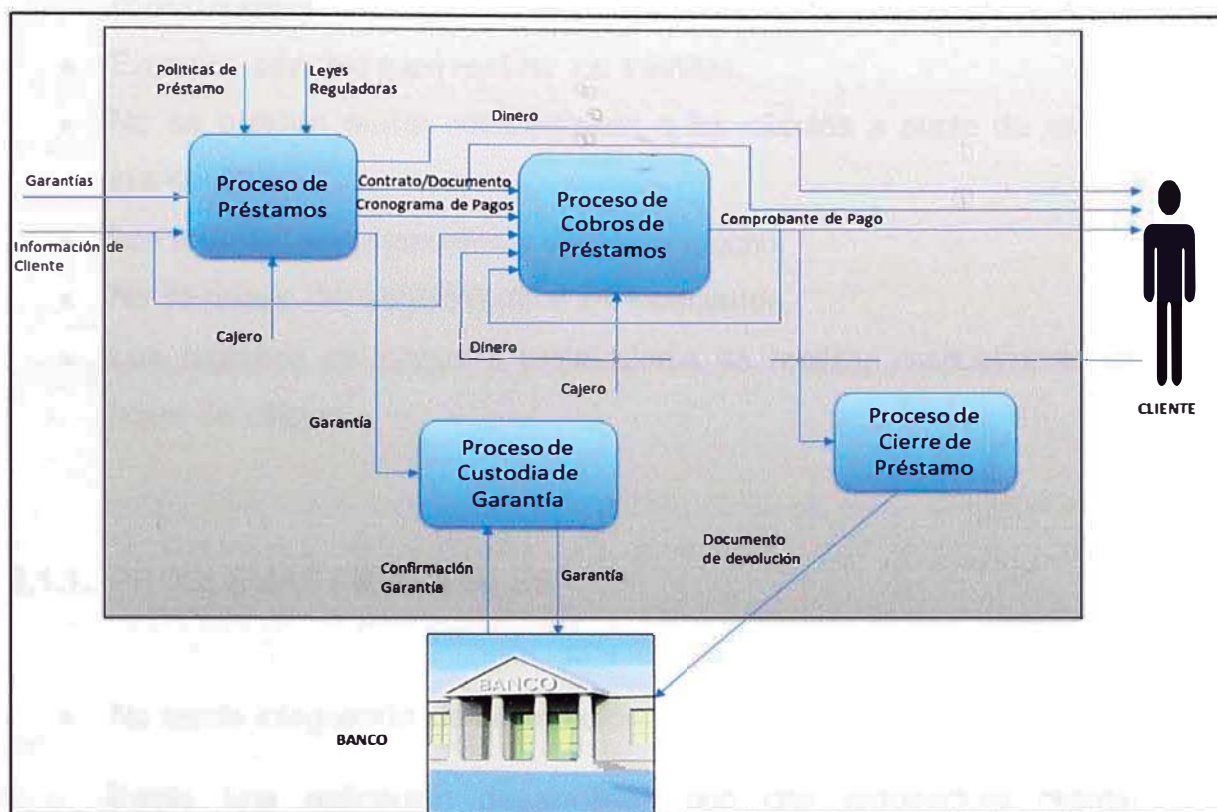 Politicas de
Préstamo
Leyes
Reguladoras
Dinero
Garantías
Proceso de
Préstamos
Contrato/Documento
Cronograma de Pagos
Proceso de
Cobros de
Préstamos
Comprobante de Pago
Información de
Cliente
Cajero
Dinero
Cajero
CLIENTE
Garantía
Proceso de
Custodia de
Garantía
Proceso de
Cierre de
Préstamo
Confirmación
Garantía
Garantía
Documento
de devolución
BANCO
BANCO